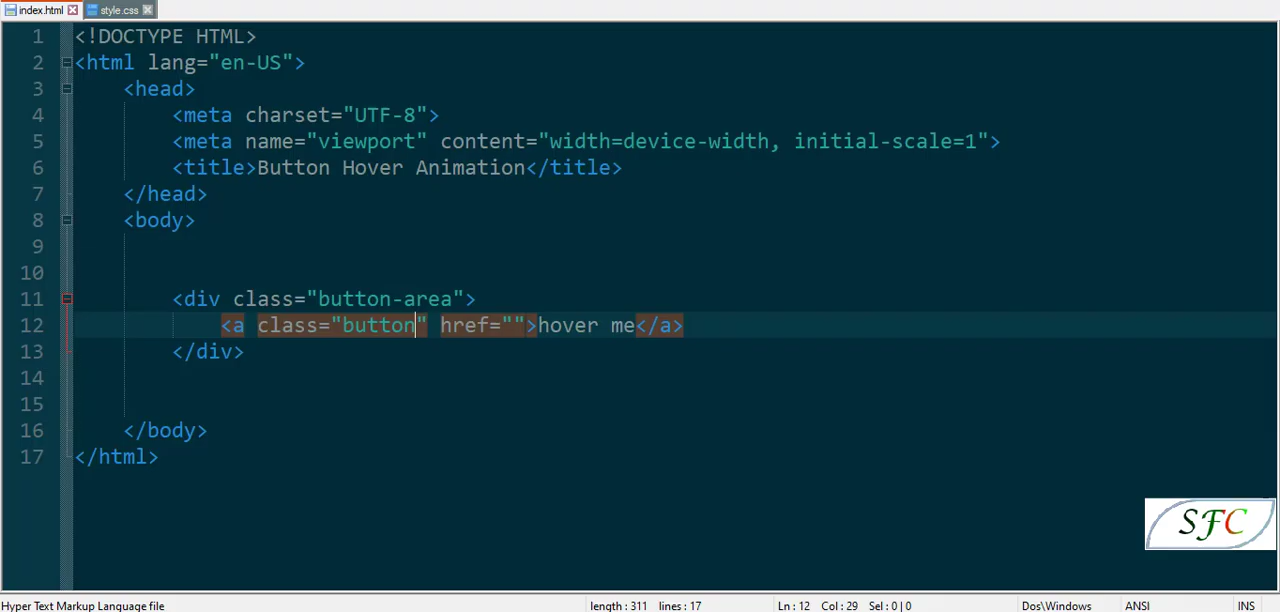 index.html style.css
1 <!DOCTYPE HTML>
2 <html lang="en-US">
3 <head>
4 <meta charset="UTF-8">
5 <meta name="viewport" content="width=device-width, initial-scale=1">
6 <title>Button Hover Animation</title>
7 </head>
8 <body>
9
10
11 <div class="button-area">
12 <a class="button" href="">hover me</a>
13 </div>
14
15
16 </body>
17 </html>
SFC
Hyper Text Markup Language file length : 311 lines : 17 Ln : 12 Col : 29 Sel : 0 | 0 Dos\Windows ANSI INS